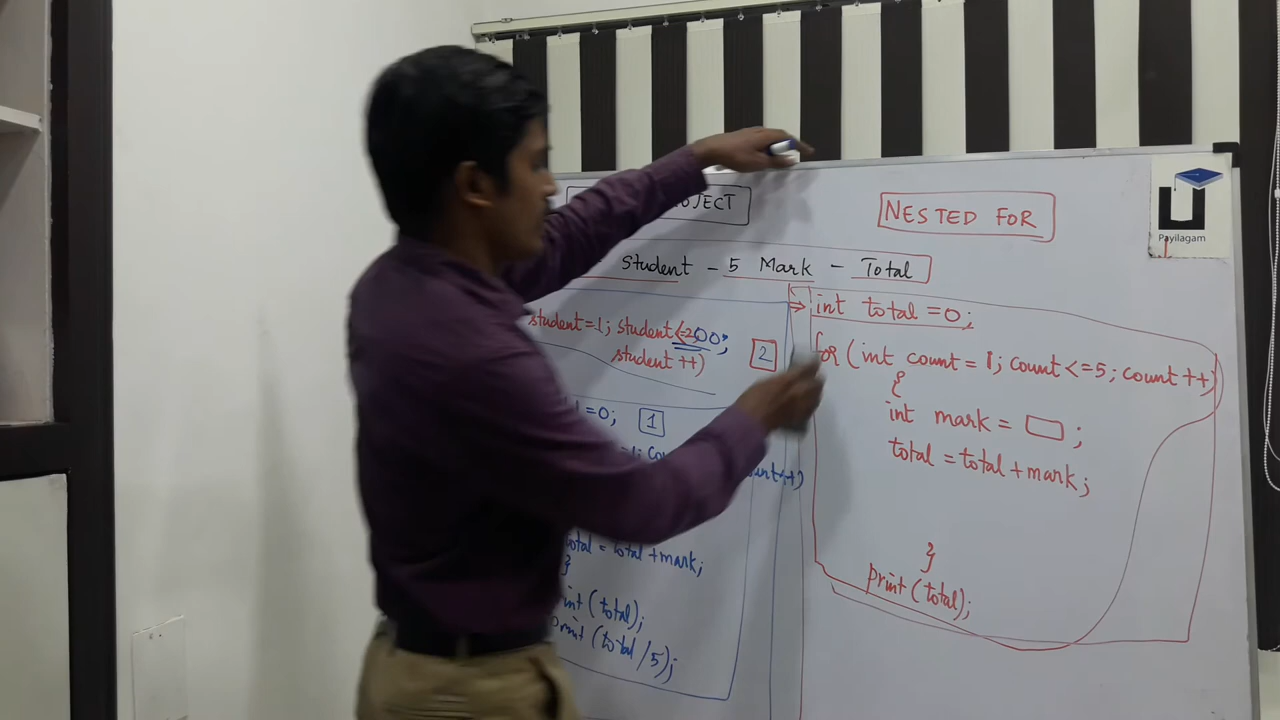 NESTED FOR
Student - 5 Mark - Total
student=1; student<=200;
student ++)
2
=0; 1
total = total +mark;
}
print (total);
print (total /5);
int total =0;
for (int count = 1; count <=5; count ++)
{
int mark = ;
total = total + mark;
}
print (total);
Payilagam